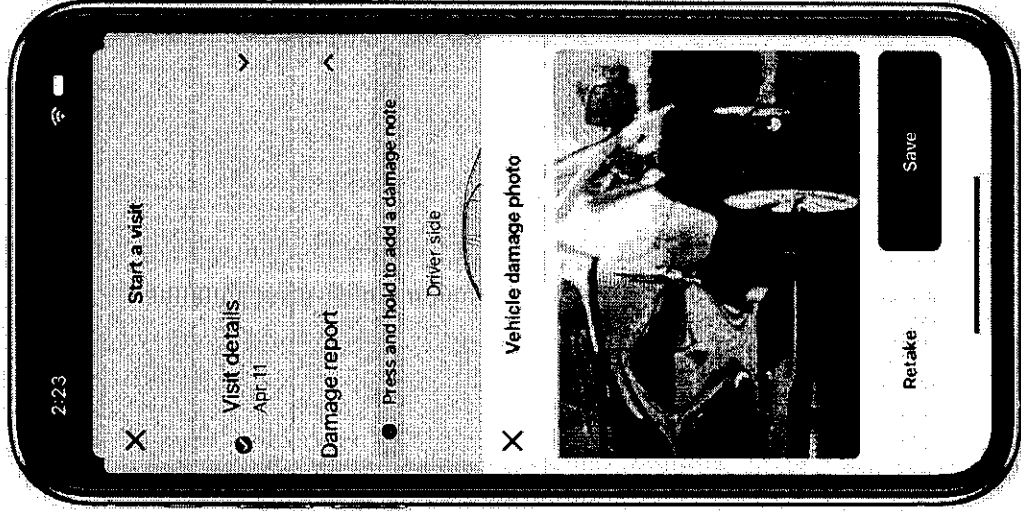 2:23
Start a visit
Visit details
Apr 11
Damage report
Press and hold to add a damage note
Driver side
Vehicle damage photo
Retake
Save